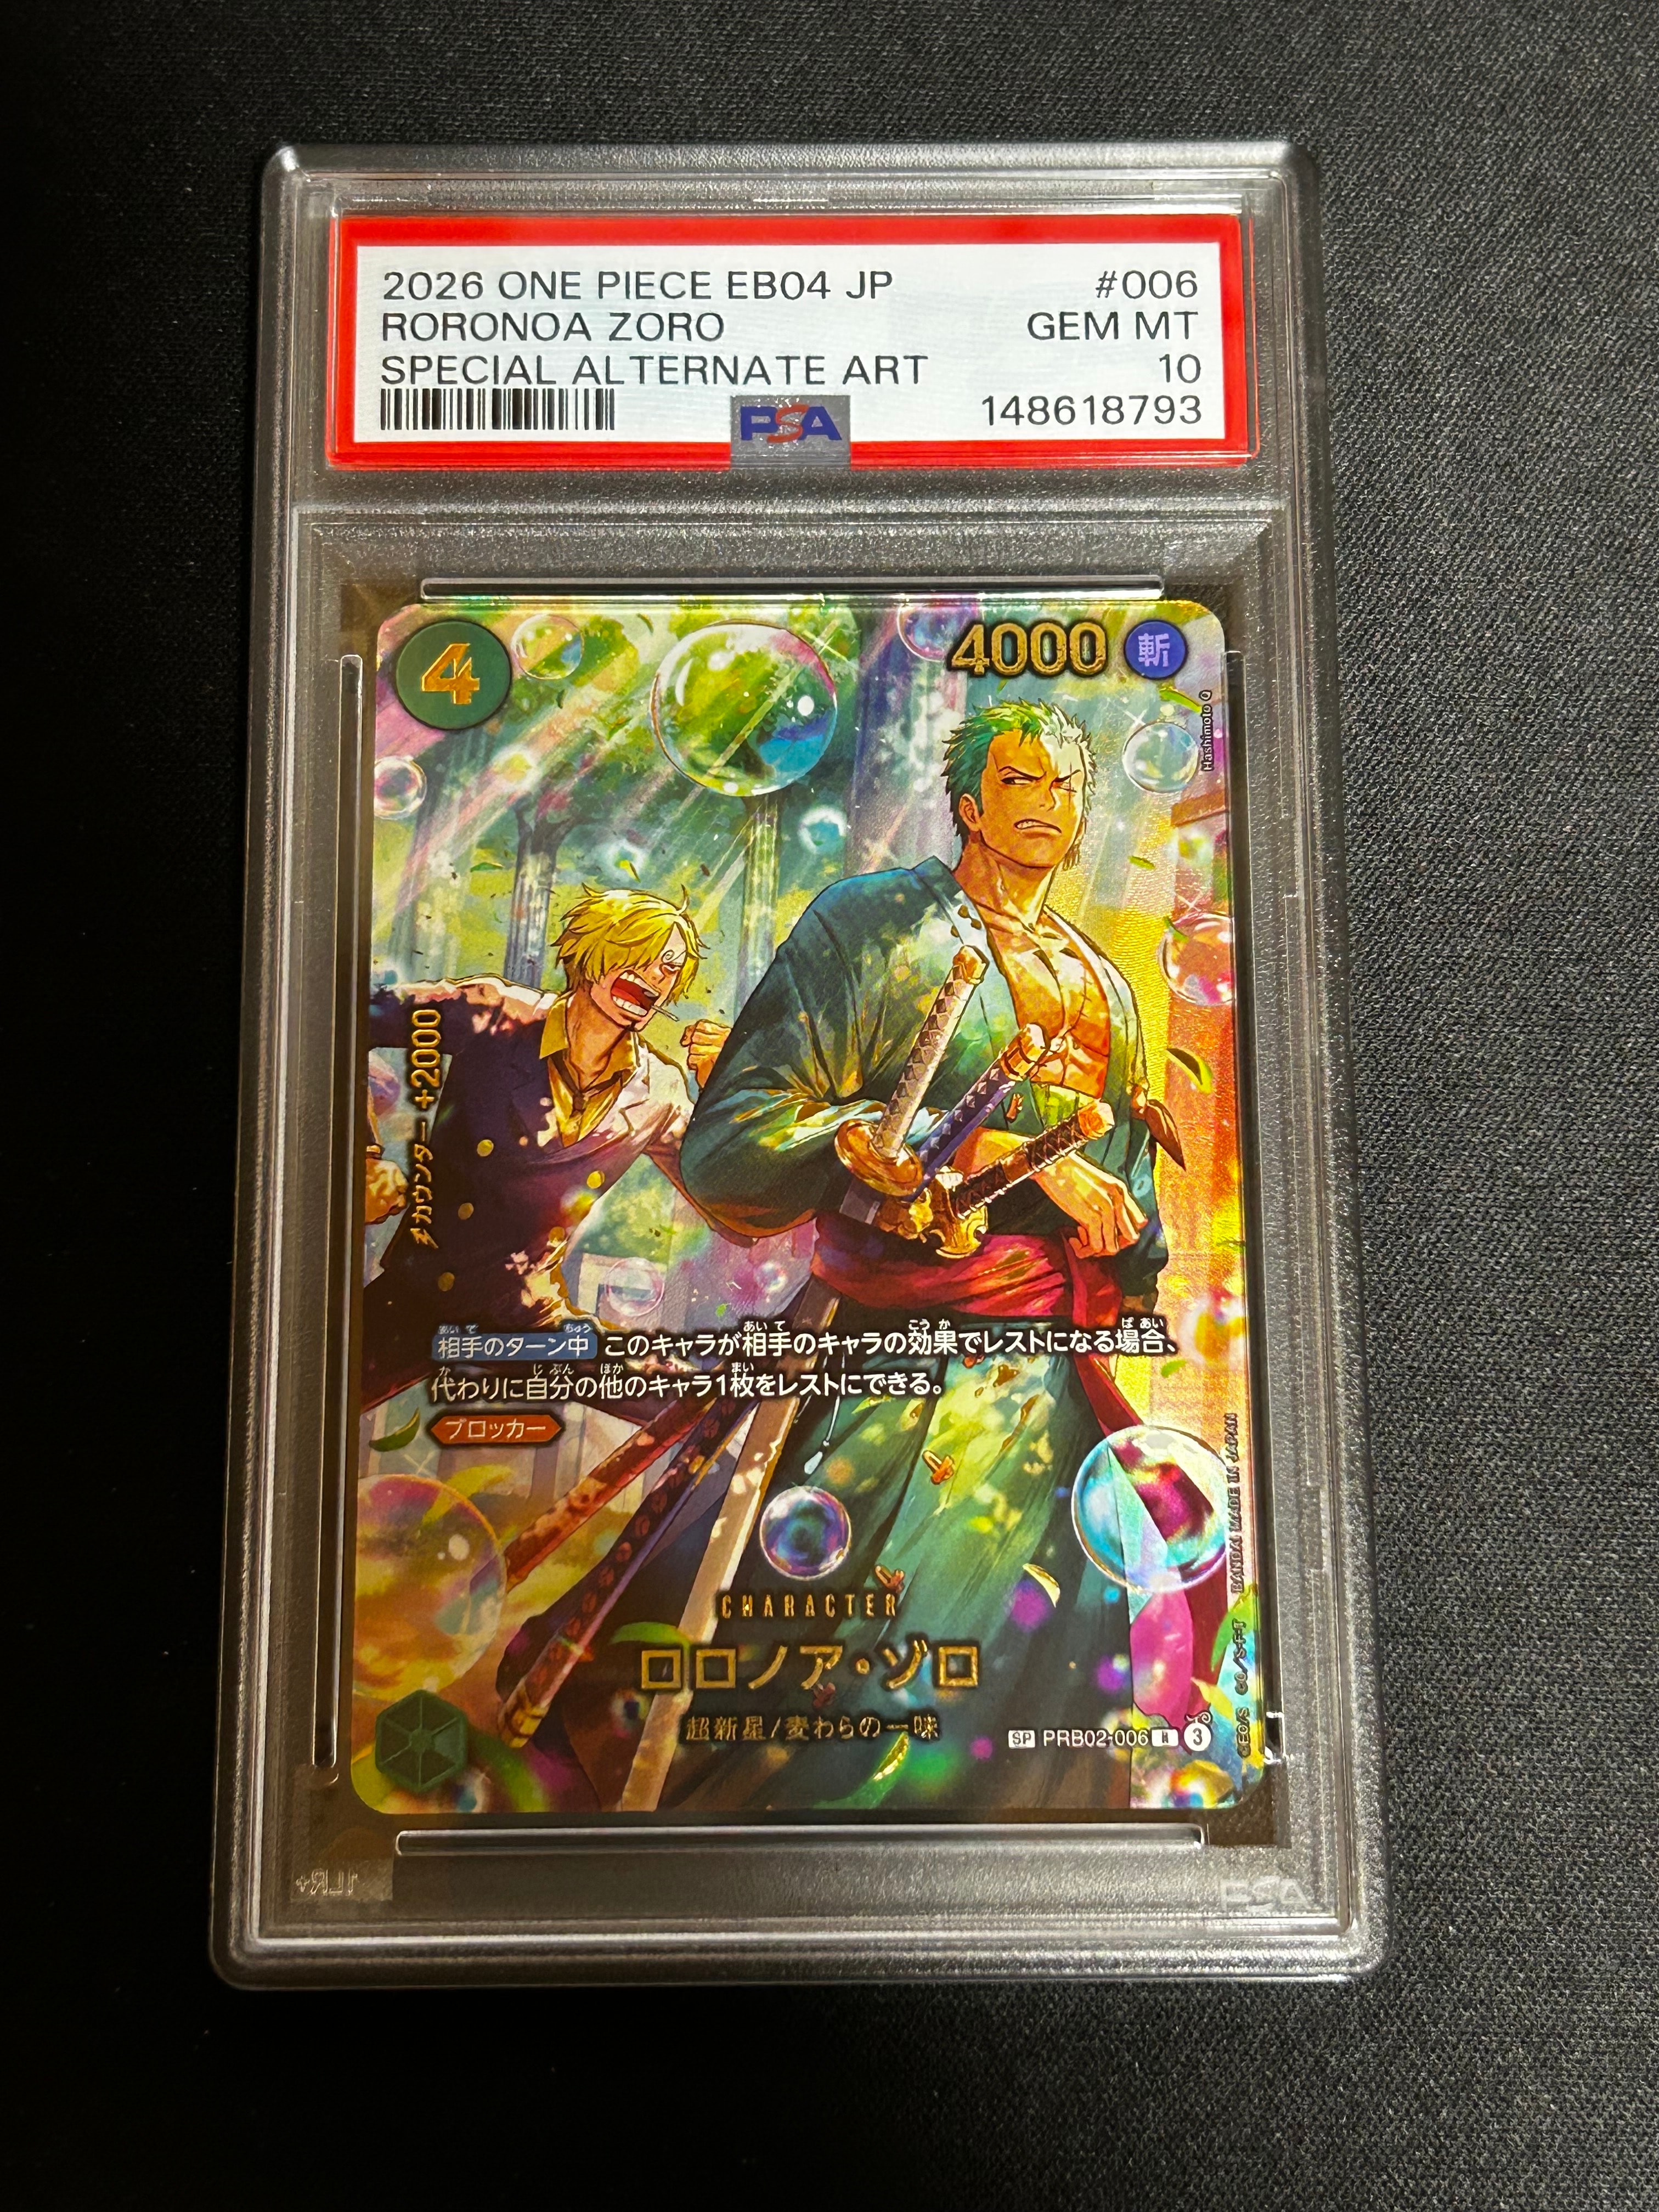 2026 ONE PIECE EB04 JP #006
RORONOA ZORO GEM MT
SPECIAL ALTERNATE ART 10
PSA 148618793
4
4000 斬
Hashimoto Q
カウンター +2000
相手のターン中 このキャラが相手のキャラの効果でレストになる場合、
代わりに自分の他のキャラ1枚をレストにできる。
ブロッカー
CHARACTER
ロロノア・ゾロ
超新星/麦わらの一味
SP PRB02-006 R 3
BANDAI MADE IN JAPAN
PSA